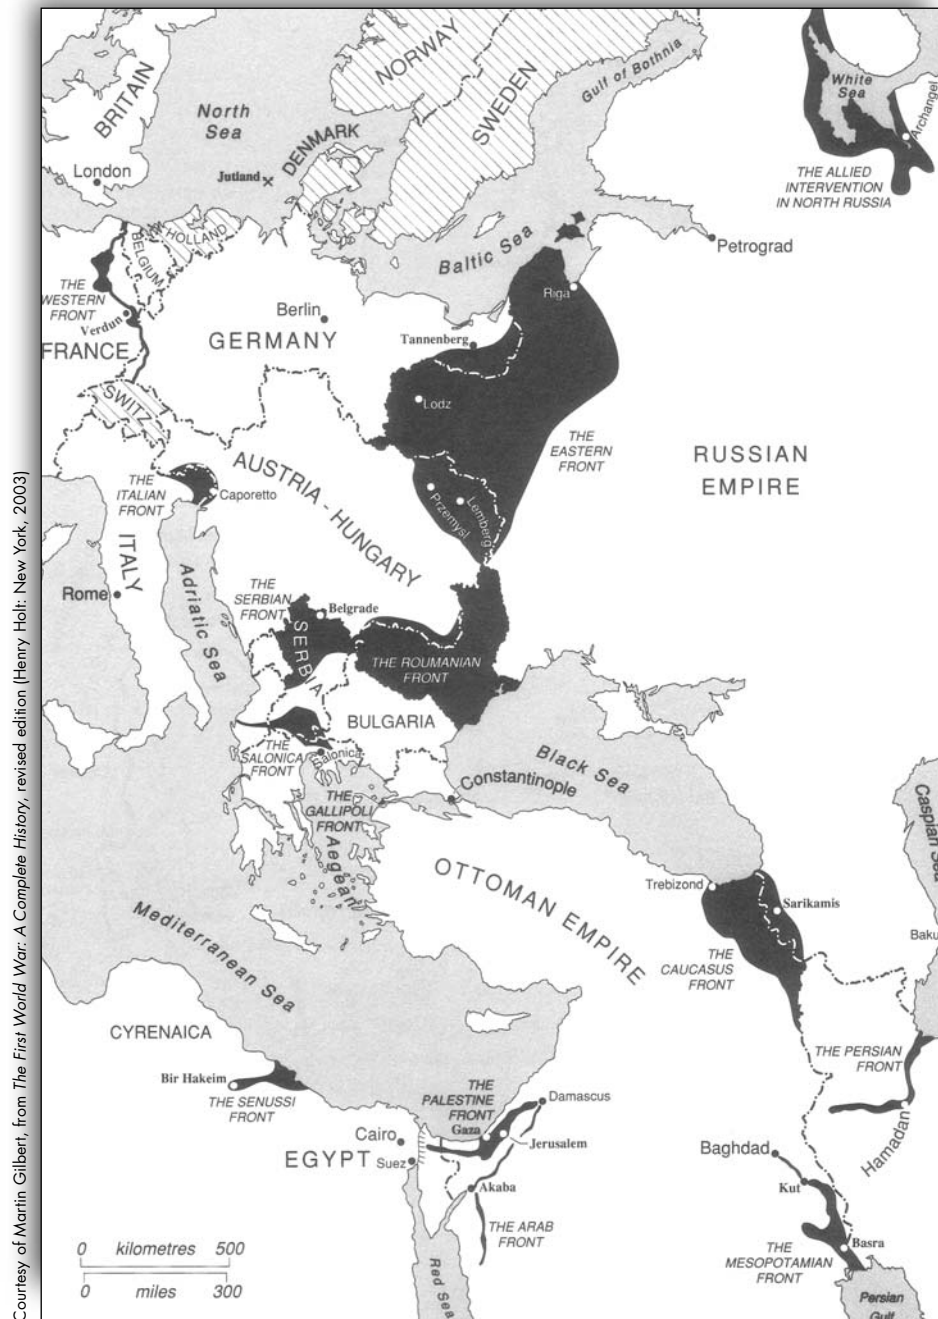 Courtesy of Martin Gilbert, from The First World War: A Complete History, revised edition (Henry Holt: New York, 2003)
BRITAIN
London
North
Sea
Jutland
NORWAY
SWEDEN
DENMARK
Gulf of Bothnia
White
Sea
Archangel
THE ALLIED
INTERVENTION
IN NORTH RUSSIA
Petrograd
HOLLAND
BELGIUM
Baltic Sea
Riga
THE
WESTERN
FRONT
Verdun
FRANCE
Berlin
GERMANY
Tannenberg
Lodz
SWITZ.
THE
EASTERN
FRONT
RUSSIAN
EMPIRE
AUSTRIA - HUNGARY
Przemysl
Lemberg
THE
ITALIAN
FRONT
Caporetto
ITALY
Rome
Adriatic Sea
THE
SERBIAN
FRONT
Belgrade
SERBIA
THE ROUMANIAN
FRONT
BULGARIA
THE
SALONICA
FRONT
Salonica
Black Sea
Constantinople
THE
GALLIPOLI
FRONT
Aegean
OTTOMAN EMPIRE
Trebizond
Sarikamis
Caspian Sea
Baku
THE
CAUCASUS
FRONT
Mediterranean Sea
CYRENAICA
Bir Hakeim
THE SENUSSI
FRONT
THE
PALESTINE
FRONT
Gaza
Damascus
Jerusalem
THE PERSIAN
FRONT
Hamadan
Cairo
EGYPT
Suez
Akaba
THE ARAB
FRONT
Baghdad
Kut
Basra
THE
MESOPOTAMIAN
FRONT
Red Sea
Persian
Gulf
0 kilometres 500
0 miles 300